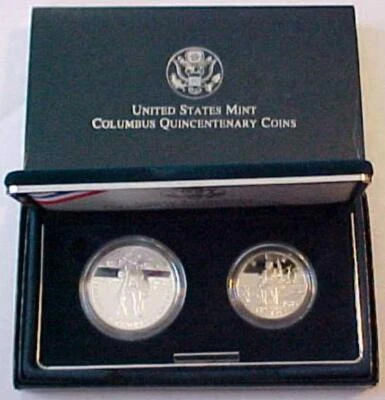 UNITED STATES MINT
COLUMBUS QUINCENTENARY COINS